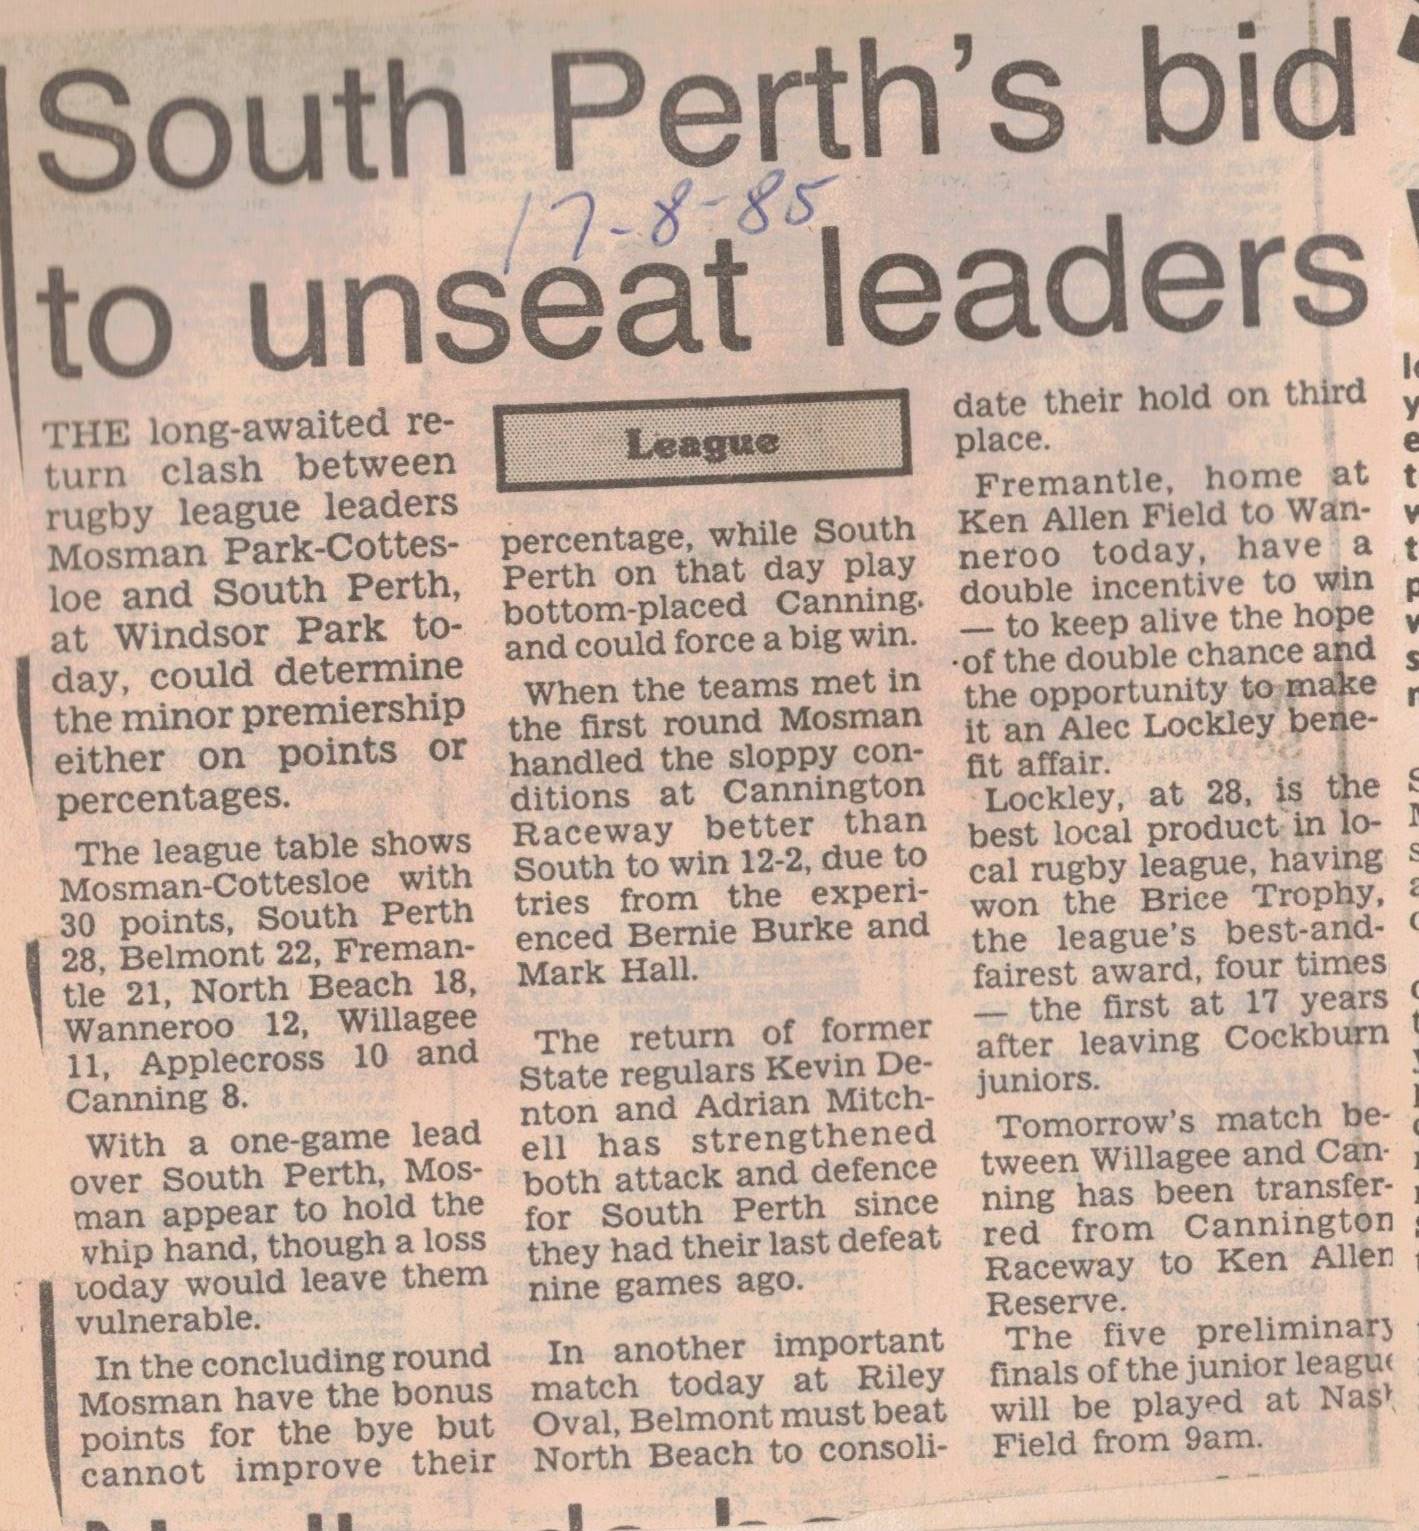 South Perth's bid
17-8-85
to unseat leaders
THE long-awaited re-
turn clash between
rugby league leaders
Mosman Park-Cottes-
loe and South Perth,
at Windsor Park to-
day, could determine
the minor premiership
either on points or
percentages.
The league table shows
Mosman-Cottesloe with
30 points, South Perth
28, Belmont 22, Freman-
tle 21, North Beach 18,
Wanneroo 12, Willagee
11, Applecross 10 and
Canning 8.
With a one-game lead
over South Perth, Mos-
man appear to hold the
whip hand, though a loss
today would leave them
vulnerable.
In the concluding round
Mosman have the bonus
points for the bye but
cannot improve their
League
percentage, while South
Perth on that day play
bottom-placed Canning.
and could force a big win.
When the teams met in
the first round Mosman
handled the sloppy con-
ditions at Cannington
Raceway better than
South to win 12-2, due to
tries from the experi-
enced Bernie Burke and
Mark Hall.
The return of former
State regulars Kevin De-
nton and Adrian Mitch-
ell has strengthened
both attack and defence
for South Perth since
they had their last defeat
nine games ago.
In another important
match today at Riley
Oval, Belmont must beat
North Beach to consoli-
date their hold on third
place.
Fremantle, home at
Ken Allen Field to Wan-
neroo today, have a
double incentive to win
— to keep alive the hope
of the double chance and
the opportunity to make
it an Alec Lockley bene-
fit affair.
Lockley, at 28, is the
best local product in lo-
cal rugby league, having
won the Brice Trophy,
the league's best-and-
fairest award, four times
— the first at 17 years
after leaving Cockburn
juniors.
Tomorrow's match be-
tween Willagee and Can-
ning has been transfer-
red from Cannington
Raceway to Ken Allen
Reserve.
The five preliminary
finals of the junior league
will be played at Nash
Field from 9am.